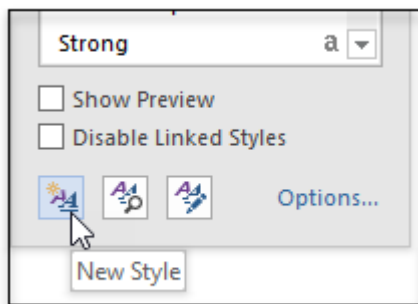 Strong a
Show Preview
Disable Linked Styles
Options...
New Style